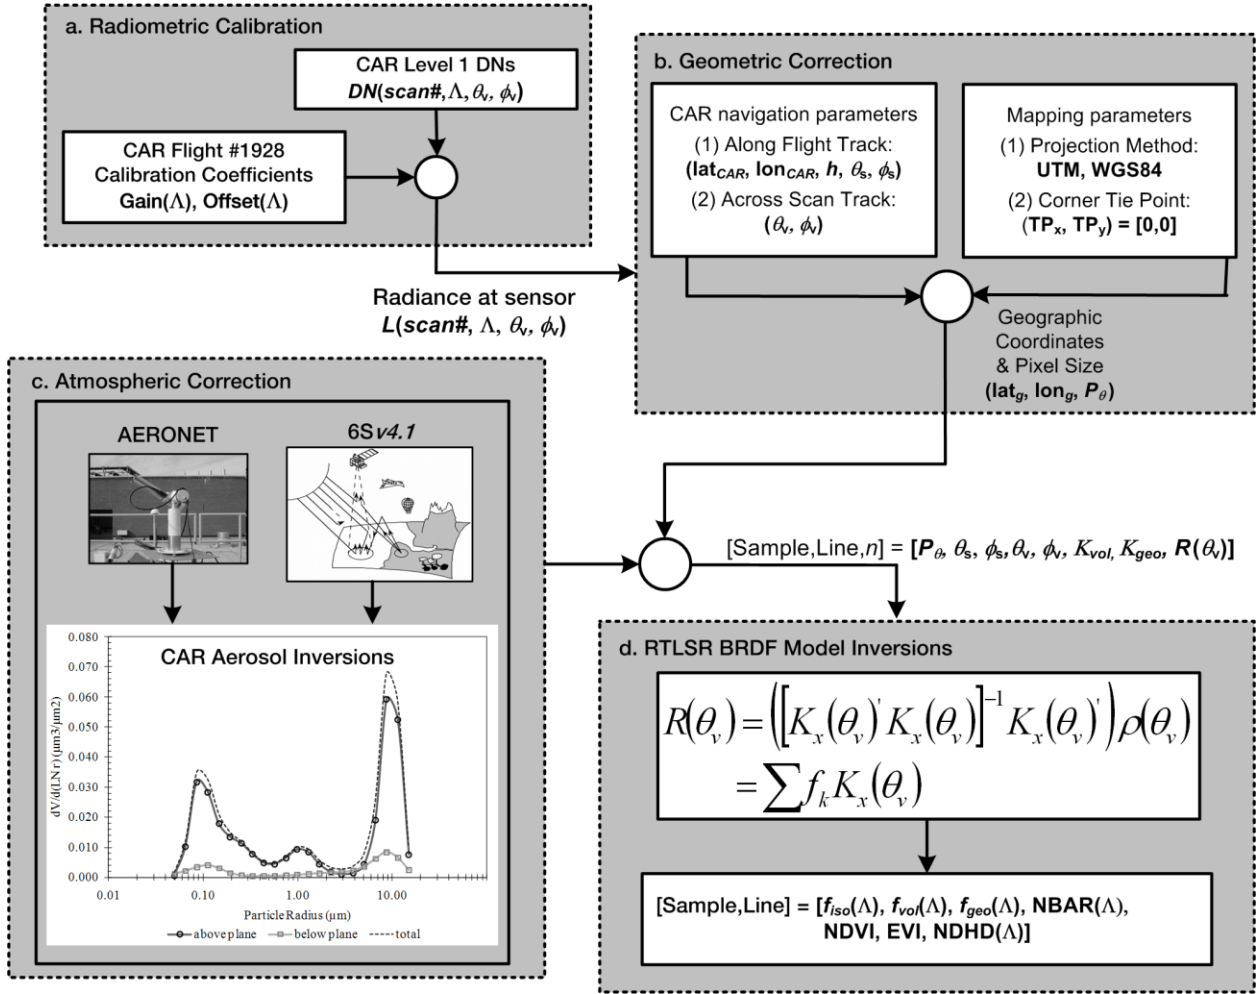 a. Radiometric Calibration
CAR Level 1 DNs
DN(scan#,Λ,θv, ϕv)
CAR Flight #1928
Calibration Coefficients
Gain(Λ), Offset(Λ)
Radiance at sensor
L(scan#, Λ, θv, ϕv)
b. Geometric Correction
CAR navigation parameters
(1) Along Flight Track:
(latCAR, lonCAR, h, θs, ϕs)
(2) Across Scan Track:
(θv, ϕv)
Mapping parameters
(1) Projection Method:
UTM, WGS84
(2) Corner Tie Point:
(TPx, TPy) = [0,0]
Geographic
Coordinates
& Pixel Size
(latg, long, Pθ)
c. Atmospheric Correction
AERONET
6Sv4.1
CAR Aerosol Inversions
dV/d(LN r) (µm3/µm2)
0.080
0.070
0.060
0.050
0.040
0.030
0.020
0.010
0.000
0.01
0.10
1.00
10.00
Particle Radius (µm)
above plane
below plane
total
[Sample,Line,n] = [Pθ, θs, ϕs,θv, ϕv, Kvol, Kgeo, R(θv)]
d. RTLSR BRDF Model Inversions
R(θv) = ([Kx(θv)' Kx(θv)]⁻¹ Kx(θv)') ρ(θv)
= ∑ fk Kx(θv)
[Sample,Line] = [fiso(Λ), fvol(Λ), fgeo(Λ), NBAR(Λ),
NDVI, EVI, NDHD(Λ)]